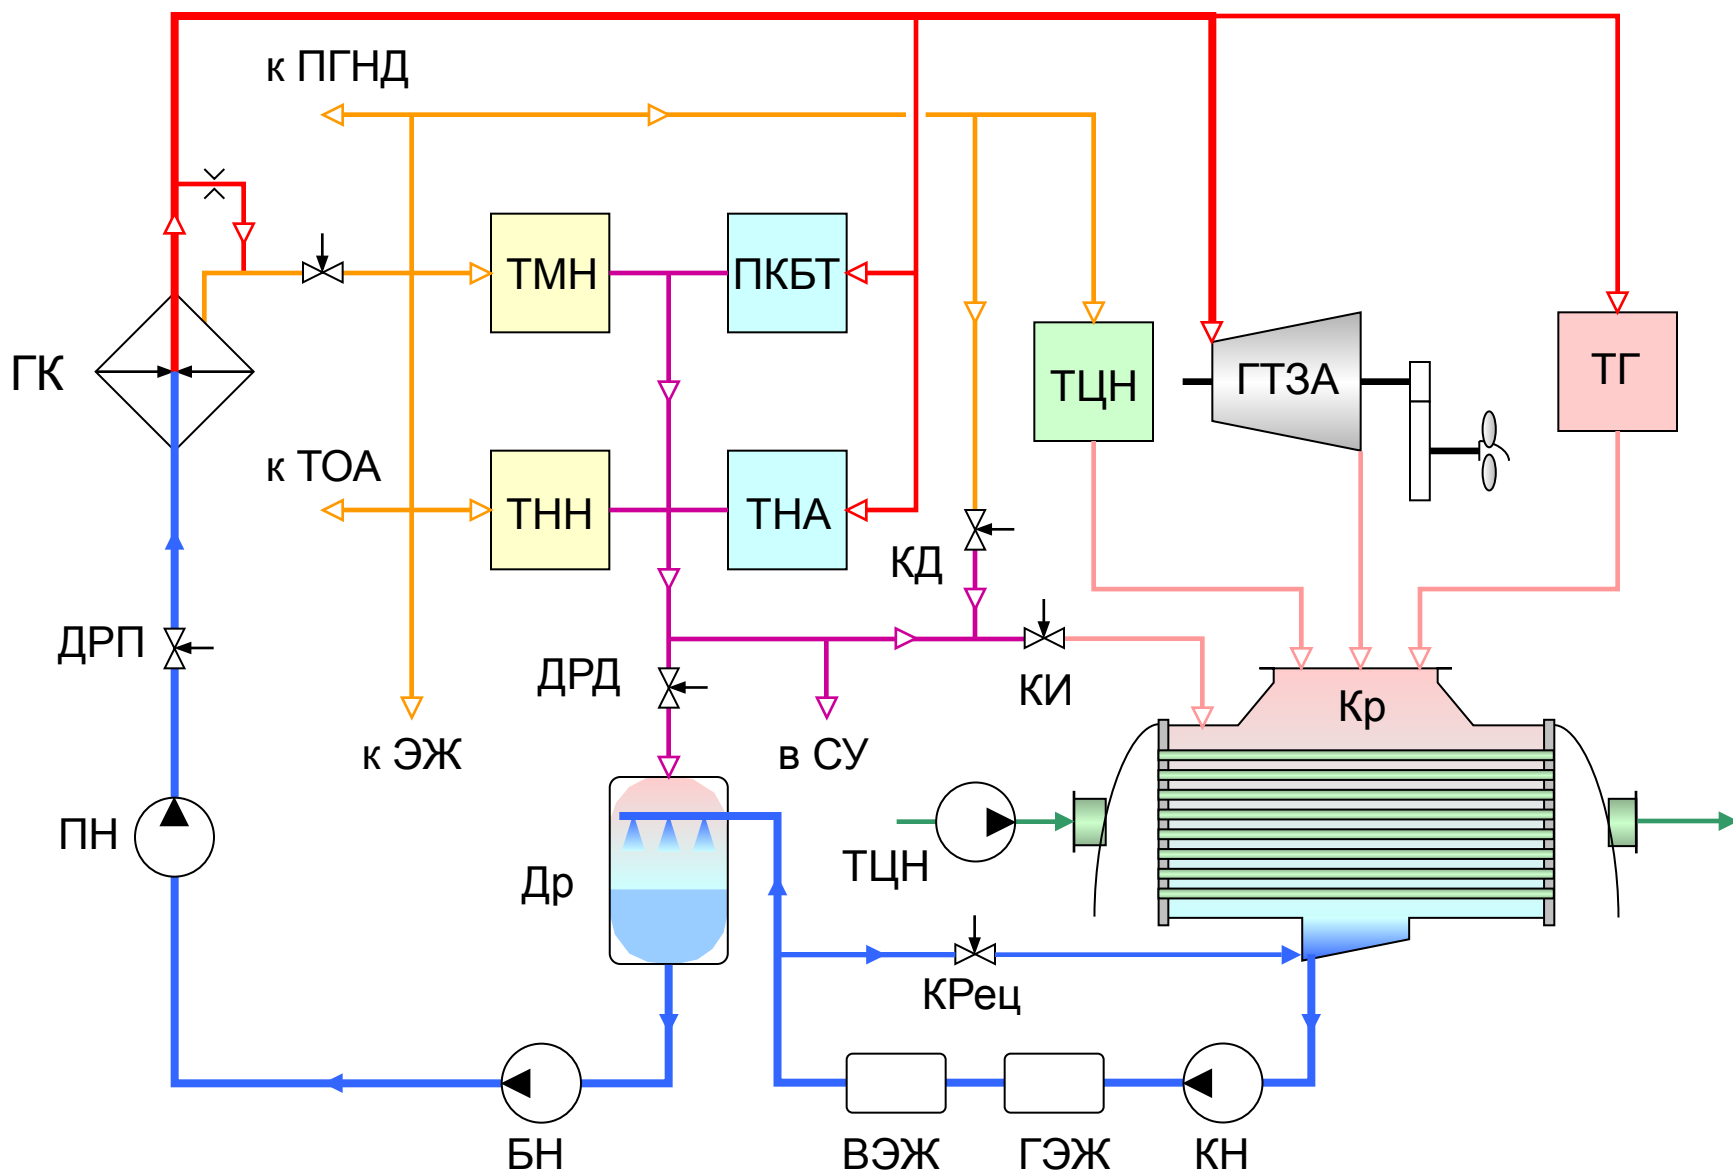 к ПГНД
ТМН
ПКБТ
ГК
ТЦН
ГТЗА
ТГ
к ТОА
ТНН
ТНА
КД
ДРП
ДРД
КИ
Кр
к ЭЖ
в СУ
ПН
Др
ТЦН
КРец
БН
ВЭЖ
ГЭЖ
КН